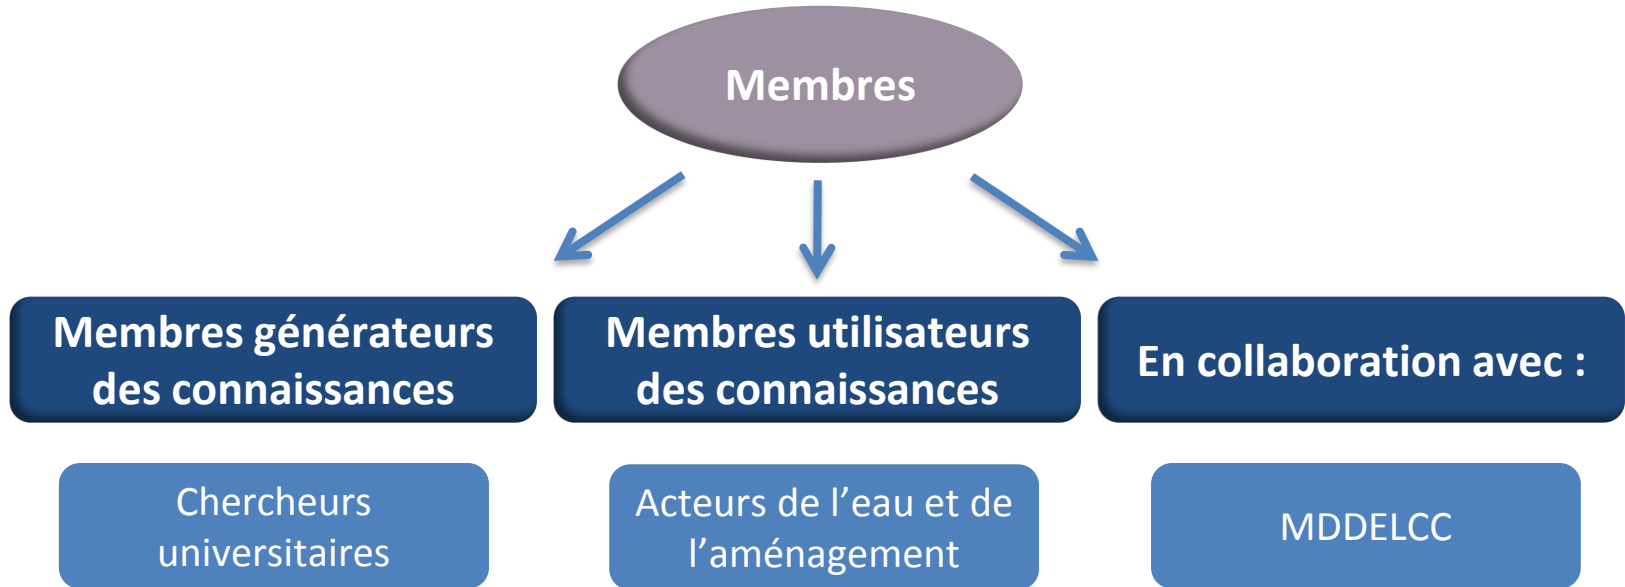 Membres
Membres générateurs
des connaissances
Membres utilisateurs
des connaissances
En collaboration avec :
Chercheurs
universitaires
Acteurs de l’eau et de
l’aménagement
MDDELCC